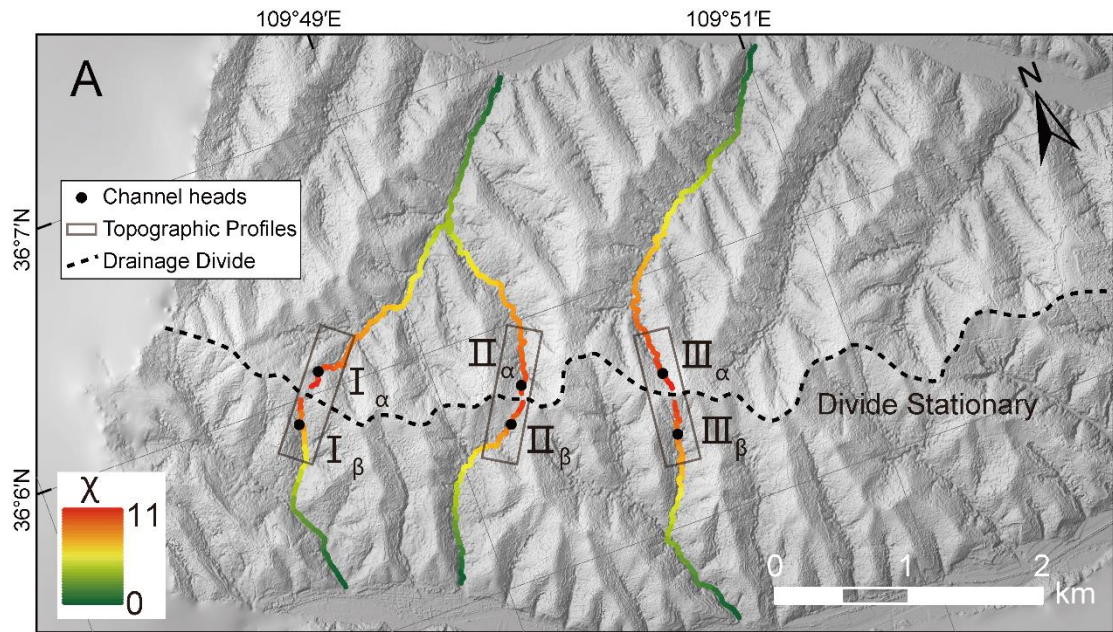 109°49'E
109°51'E
A
N
Channel heads
Topographic Profiles
Drainage Divide
36°7'N
Ⅰα
Ⅱα
Ⅲα
Divide Stationary
Ⅰβ
Ⅱβ
Ⅲβ
36°6'N
χ
11
0
0 1 2
km